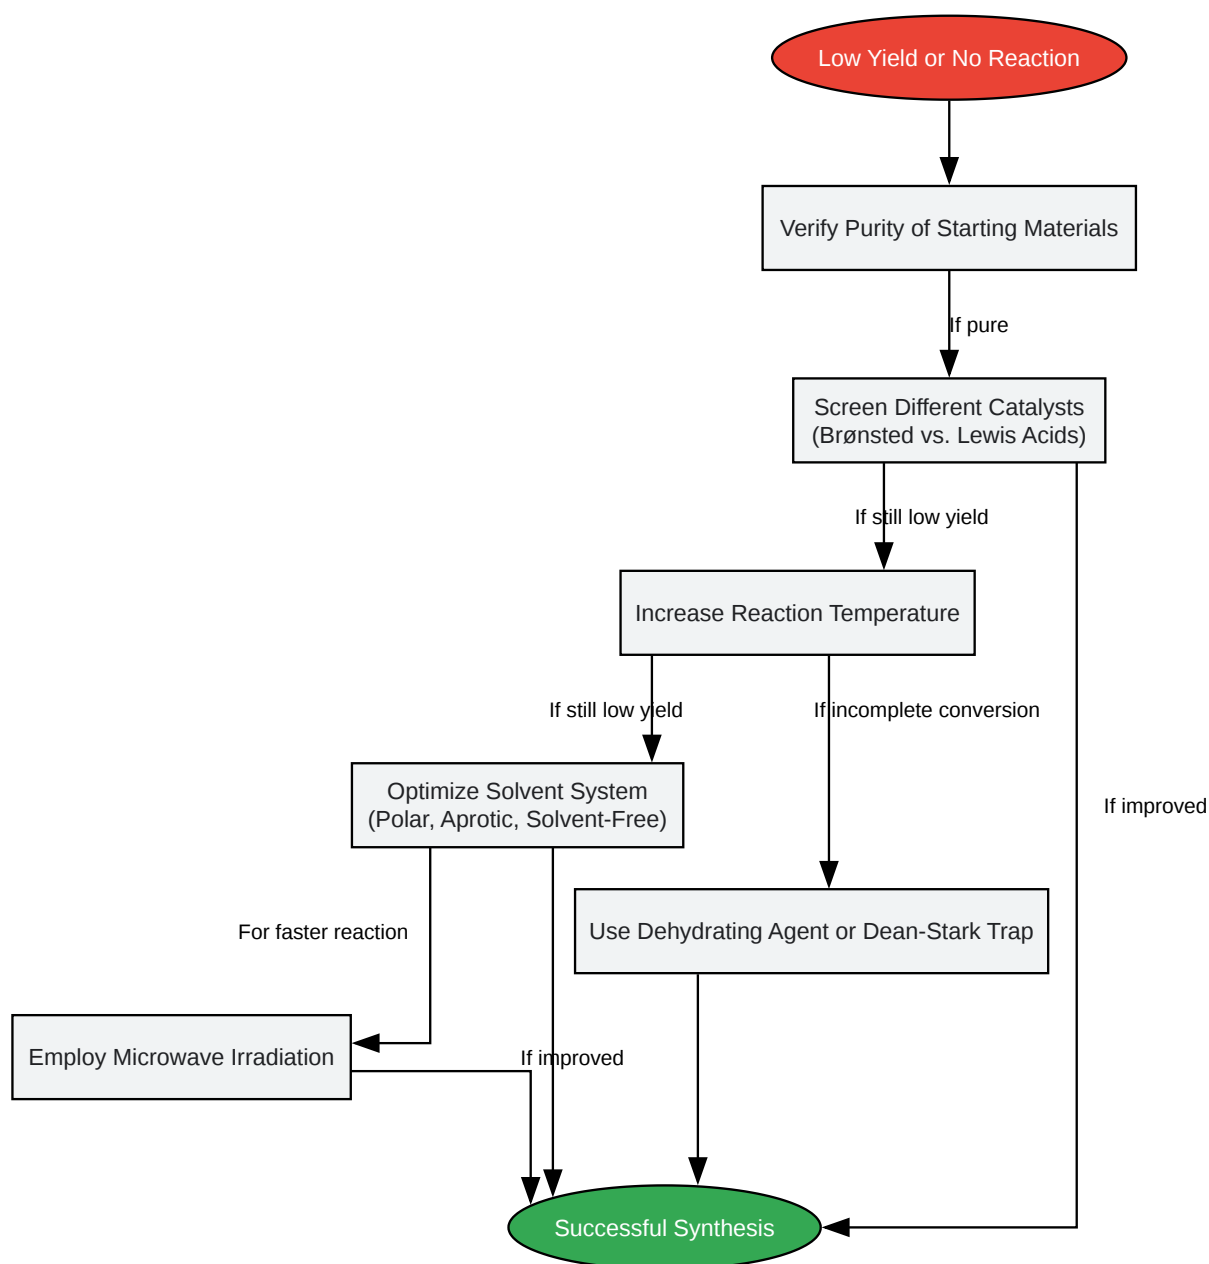 Low Yield or No Reaction
Verify Purity of Starting Materials
If pure
Screen Different Catalysts
(Brønsted vs. Lewis Acids)
If still low yield
Increase Reaction Temperature
If still low yield
If incomplete conversion
Optimize Solvent System
(Polar, Aprotic, Solvent-Free)
If improved
For faster reaction
Use Dehydrating Agent or Dean-Stark Trap
Employ Microwave Irradiation
If improved
Successful Synthesis